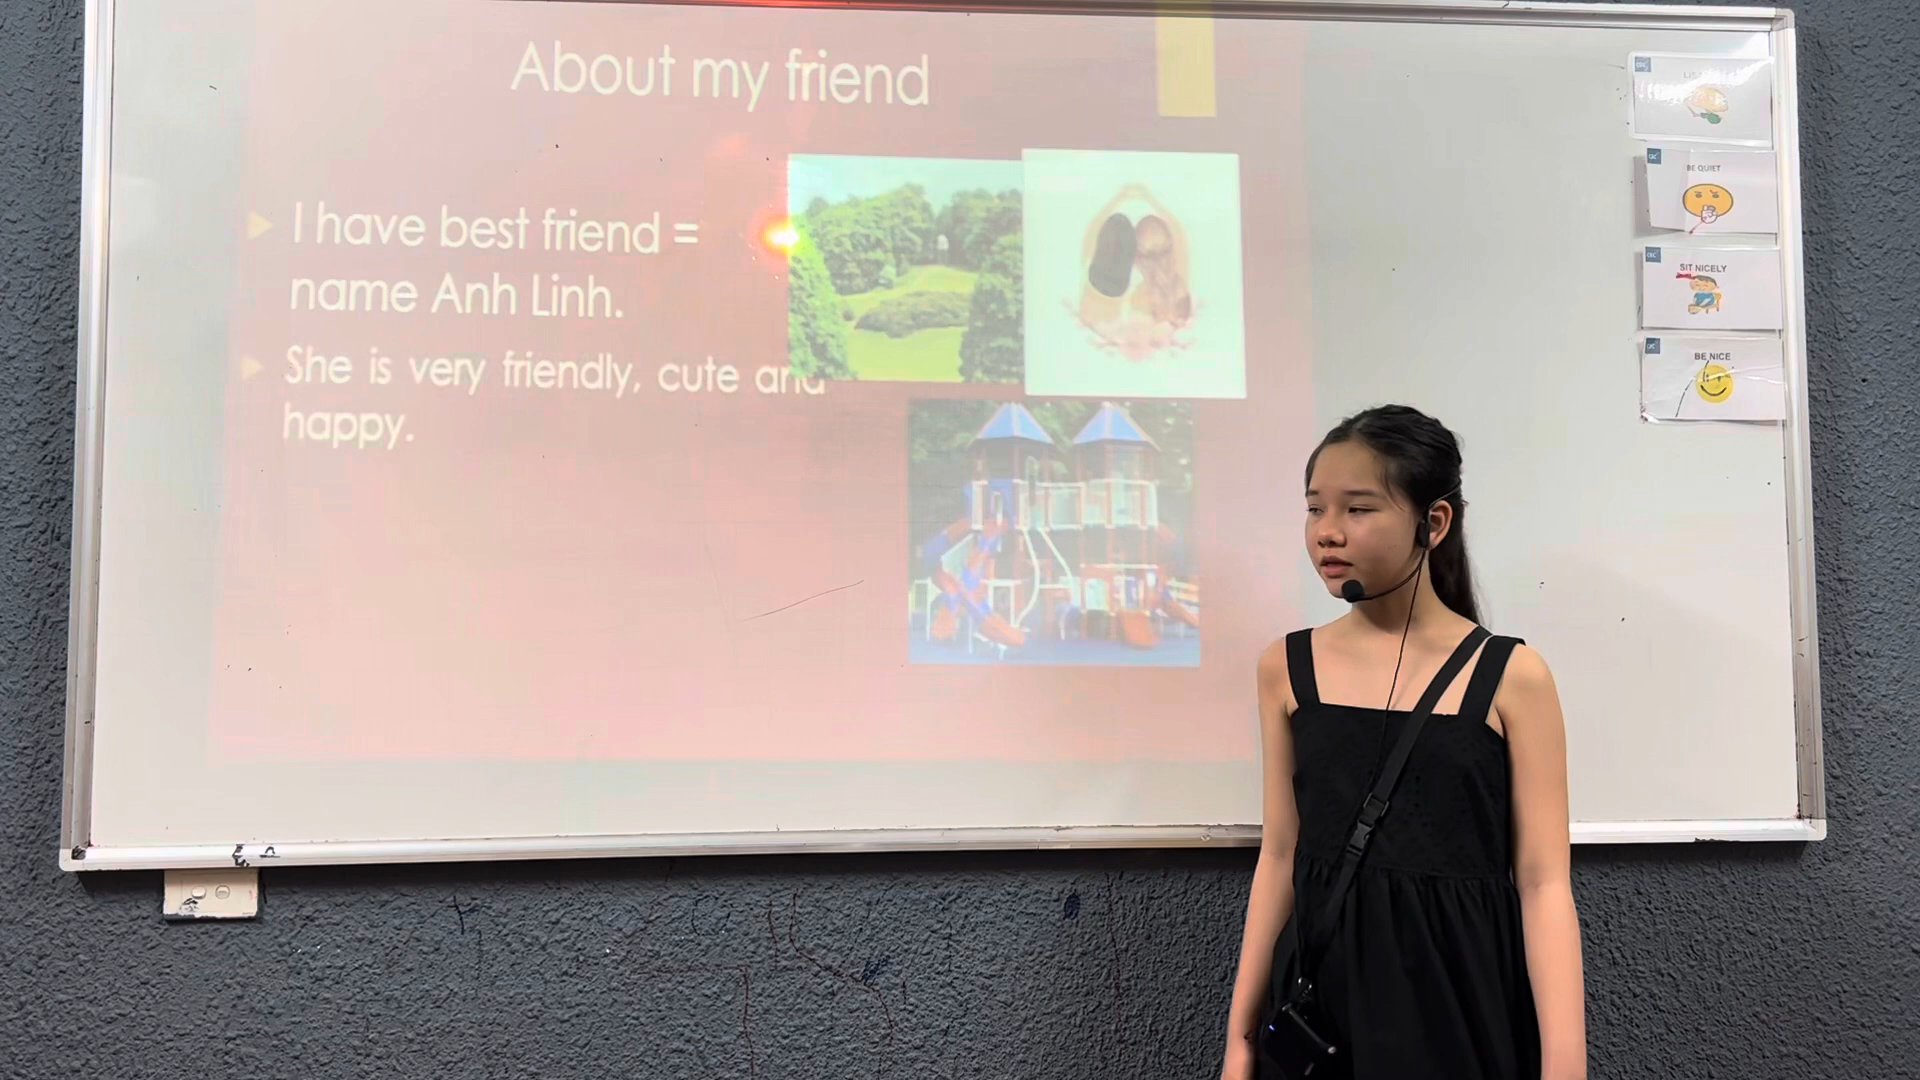 About my friend
I have best friend =
name Anh Linh.
She is very friendly, cute and
happy.
BE QUIET
SIT NICELY
BE NICE